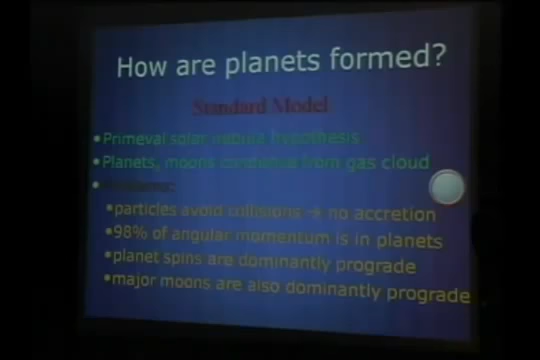 How are planets formed?
Standard Model
•Primeval solar nebula hypothesis
•Planets, moons condense from gas cloud
•
•particles avoid collisions → no accretion
•98% of angular momentum is in planets
•planet spins are dominantly prograde
•major moons are also dominantly prograde